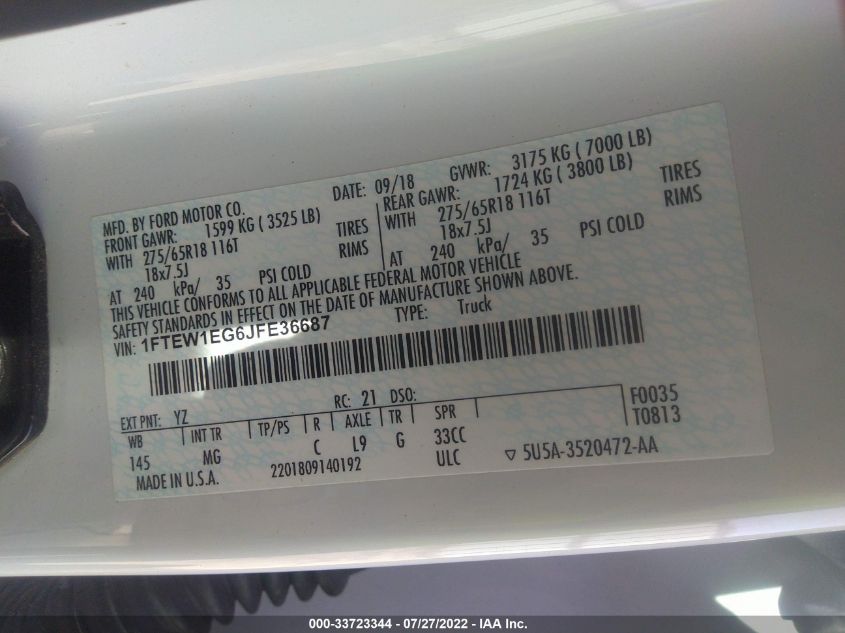 MFD. BY FORD MOTOR CO.
DATE: 09/18 GVWR: 3175 KG ( 7000 LB)
FRONT GAWR: 1599 KG ( 3525 LB) REAR GAWR: 1724 KG ( 3800 LB)
WITH 275/65R18 116T TIRES WITH 275/65R18 116T TIRES
18x7.5J RIMS 18x7.5J RIMS
AT 240 kPa/ 35 PSI COLD AT 240 kPa/ 35 PSI COLD
THIS VEHICLE CONFORMS TO ALL APPLICABLE FEDERAL MOTOR VEHICLE
SAFETY STANDARDS IN EFFECT ON THE DATE OF MANUFACTURE SHOWN ABOVE.
VIN: 1FTEW1EG6JFE36687 TYPE: Truck
EXT PNT: YZ RC: 21 DSO: F0035
WB INT TR TP/PS R AXLE TR SPR T0813
145 MG C L9 G 33CC
MADE IN U.S.A. 2201809140192 ULC ▽ 5U5A-3520472-AA
000-33723344 - 07/27/2022 - IAA Inc.